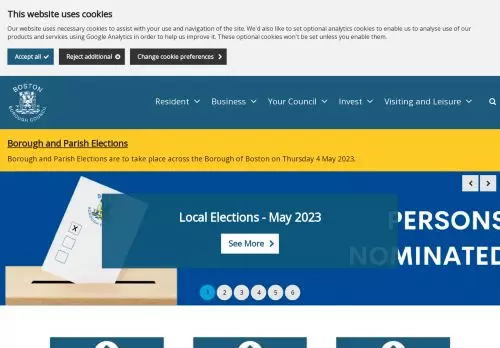 This website uses cookies
Our website uses necessary cookies to assist with your use and navigation of the site. We'd also like to set optional analytics cookies to enable us to analyse use of our
products and services using Google Analytics in order to help us improve it. These optional cookies won't be set unless you enable them.
Accept all
Reject additional
Change cookie preferences
BOSTON
BOROUGH COUNCIL
Resident
Business
Your Council
Invest
Visiting and Leisure
Borough and Parish Elections
Borough and Parish Elections are to take place across the Borough of Boston on Thursday 4 May 2023.
Local Elections - May 2023
See More
PERSONS
NOMINATED
1 2 3 4 5 6